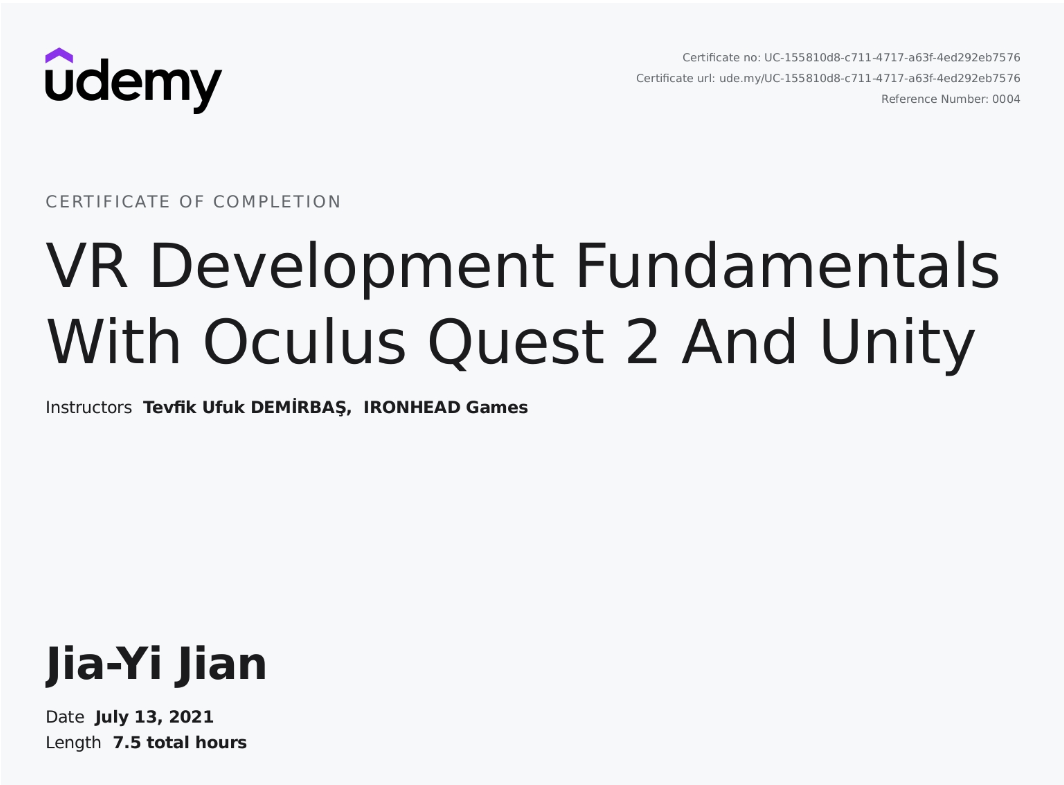 udemy
Certificate no: UC-155810d8-c711-4717-a63f-4ed292eb7576
Certificate url: ude.my/UC-155810d8-c711-4717-a63f-4ed292eb7576
Reference Number: 0004
CERTIFICATE OF COMPLETION
VR Development Fundamentals
With Oculus Quest 2 And Unity
Instructors Tevfik Ufuk DEMİRBAŞ, IRONHEAD Games
Jia-Yi Jian
Date July 13, 2021
Length 7.5 total hours